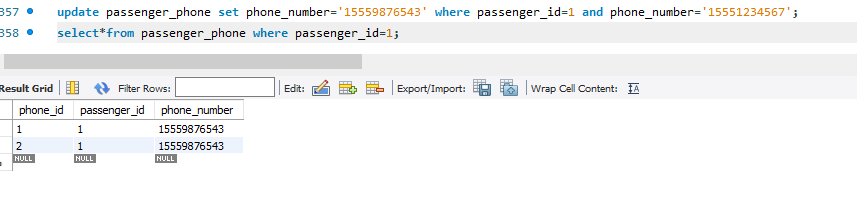 357 update passenger_phone set phone_number='15559876543' where passenger_id=1 and phone_number='15551234567';
358 select*from passenger_phone where passenger_id=1;
Result Grid Filter Rows: Edit: Export/Import: Wrap Cell Content: IA
phone_id passenger_id phone_number
1 1 15559876543
2 1 15559876543
NULL NULL NULL